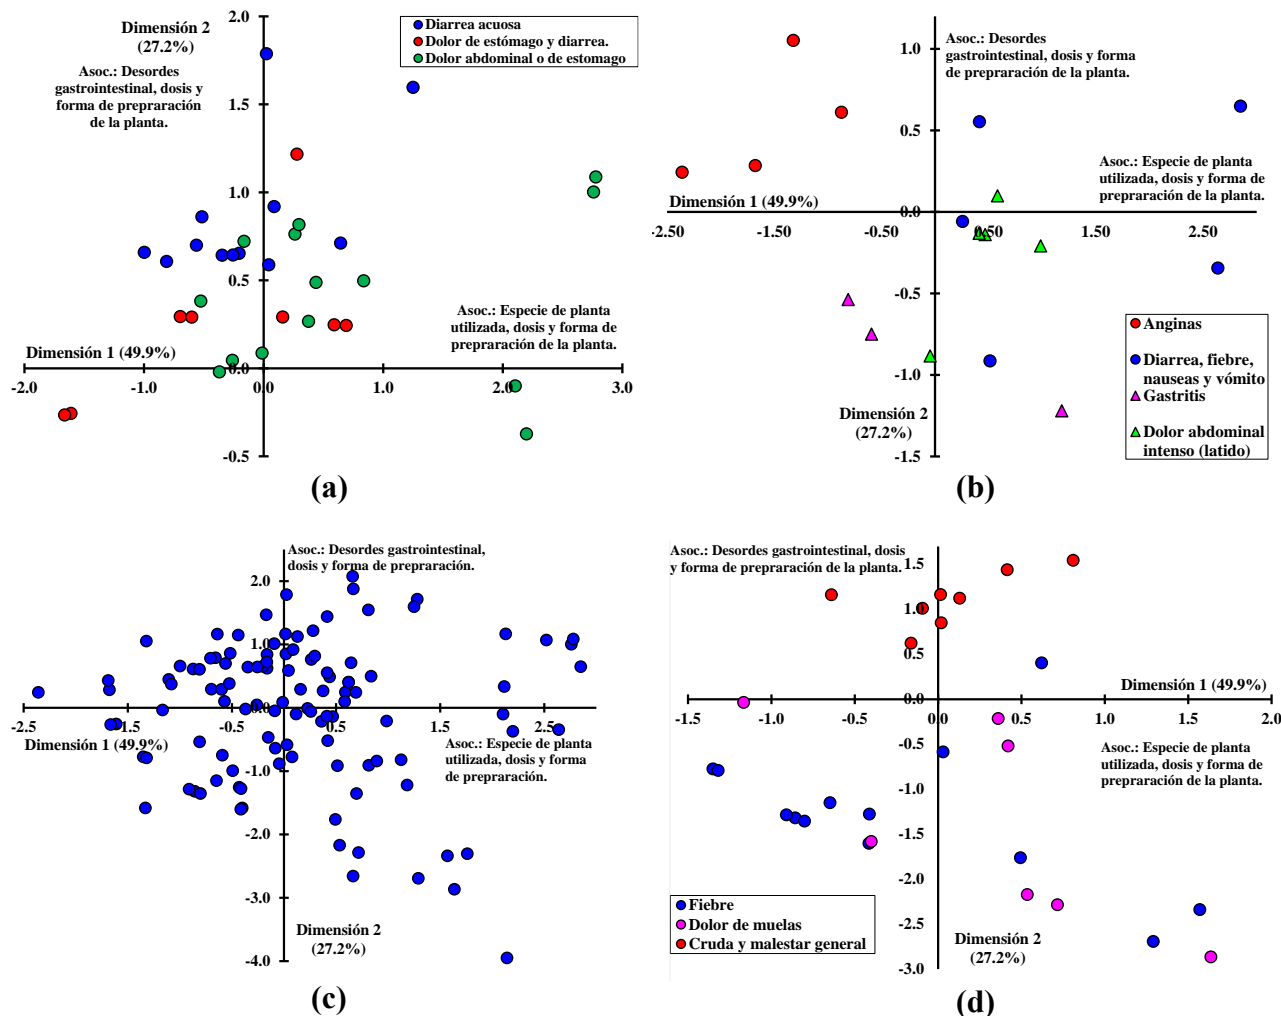 Dimensión 2
(27.2%)
Asoc.: Desordes
gastrointestinal, dosis y
forma de prepraración
de la planta.
Diarrea acuosa
Dolor de estómago y diarrea.
Dolor abdominal o de estomago
2.0
1.5
1.0
0.5
0.0
-0.5
Asoc.: Especie de planta
utilizada, dosis y forma de
prepraración de la planta.
Dimensión 1 (49.9%)
-2.0 -1.0 0.0 1.0 2.0 3.0
(a)
Asoc.: Desordes
gastrointestinal, dosis y forma
de prepraración de la planta.
1.0
0.5
0.0
-0.5
-1.0
-1.5
Asoc.: Especie de planta
utilizada, dosis y forma de
prepraración de la planta.
Dimensión 1 (49.9%)
-2.50 -1.50 -0.50 0.50 1.50 2.50
Dimensión 2
(27.2%)
Anginas
Diarrea, fiebre,
nauseas y vómito
Gastritis
Dolor abdominal
intenso (latido)
(b)
Asoc.: Desordes gastrointestinal,
dosis y forma de prepraración.
2.0
1.0
0.0
-1.0
-2.0
-3.0
-4.0
-2.5 -1.5 -0.5 0.5 1.5 2.5
Dimensión 1 (49.9%)
Asoc.: Especie de planta
utilizada, dosis y forma
de prepraración.
Dimensión 2
(27.2%)
(c)
Asoc.: Desordes gastrointestinal, dosis
y forma de prepraración de la planta.
1.5
1.0
0.5
0.0
-0.5
-1.0
-1.5
-2.0
-2.5
-3.0
Dimensión 1 (49.9%)
-1.5 -1.0 -0.5 0.0 0.5 1.0 1.5 2.0
Asoc.: Especie de planta
utilizada, dosis y forma de
prepraración de la planta.
Fiebre
Dolor de muelas
Cruda y malestar general
Dimensión 2
(27.2%)
(d)